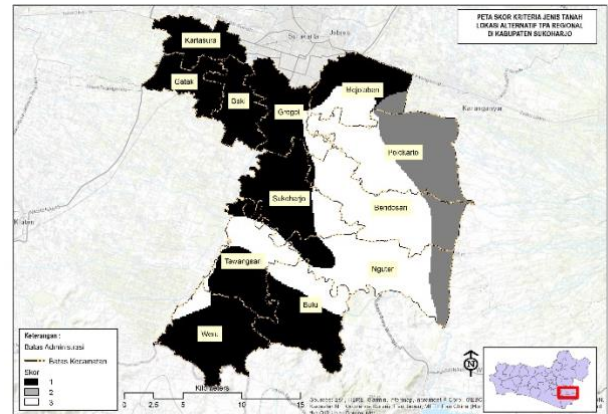 PETA SKOR KRITERIA JENIS TANAH
LOKASI ALTERNATIF TPA REGIONAL
DI KABUPATEN SUKOHARJO
Kartasura
Gatak
Baki
Grogol
Mojolaban
Karanganyar
Polokarto
Sukoharjo
Bendosari
Klaten
Tawangsari
Nguter
Bulu
Weru
Keterangan :
Batas Administrasi
Batas Kecamatan
Skor
1
2
3
Kilometers
0 2.5 5 10 15
N